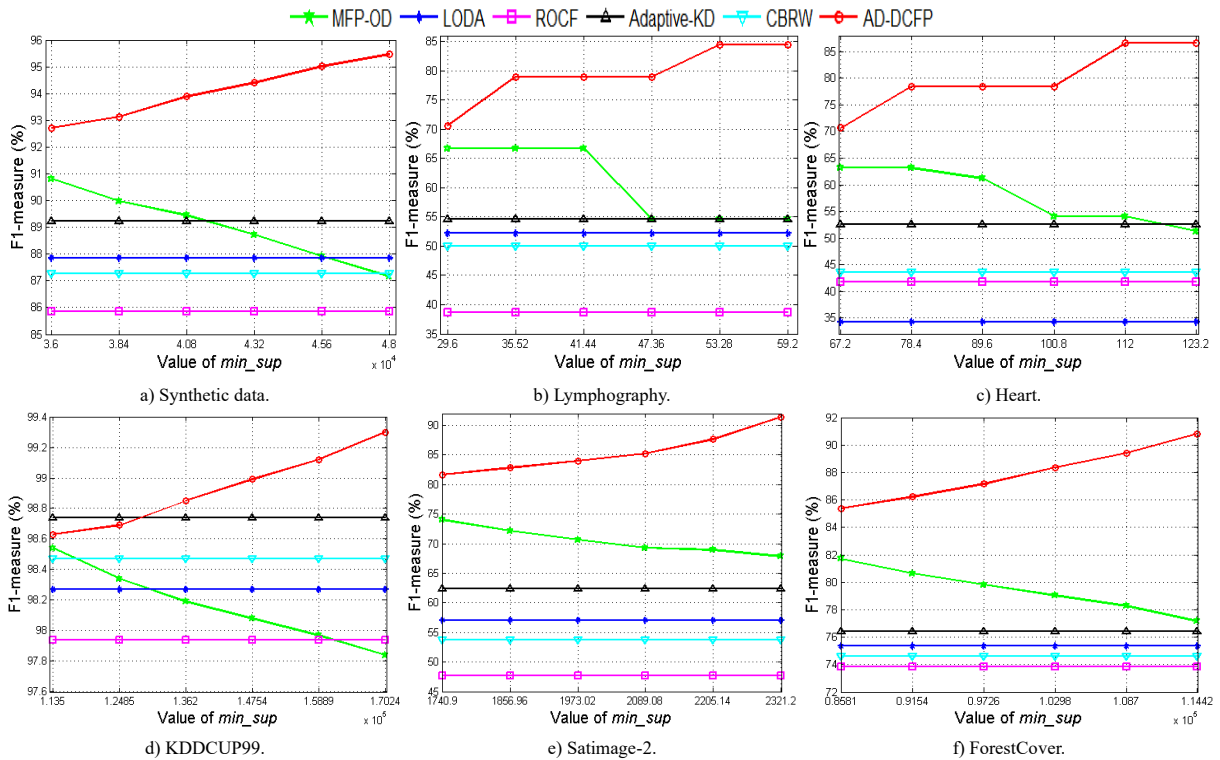 MFP-OD LODA ROCF Adaptive-KD CBRW AD-DCFP
F1-measure (%)
96
95
94
93
92
91
90
89
88
87
86
85
3.6 3.84 4.08 4.32 4.56 4.8
x 10^4
Value of min_sup
a) Synthetic data.
F1-measure (%)
85
80
75
70
65
60
55
50
45
40
35
29.6 35.52 41.44 47.36 53.28 59.2
Value of min_sup
b) Lymphography.
F1-measure (%)
85
80
75
70
65
60
55
50
45
40
35
67.2 78.4 89.6 100.8 112 123.2
Value of min_sup
c) Heart.
F1-measure (%)
99.4
99.2
99
98.8
98.6
98.4
98.2
98
97.8
97.6
1.135 1.2485 1.362 1.4754 1.5889 1.7024
x 10^5
Value of min_sup
d) KDDCUP99.
F1-measure (%)
90
85
80
75
70
65
60
55
50
45
1740.9 1856.96 1973.02 2089.08 2205.14 2321.2
Value of min_sup
e) Satimage-2.
F1-measure (%)
92
90
88
86
84
82
80
78
76
74
72
0.8581 0.9154 0.9726 1.0298 1.087 1.1442
x 10^5
Value of min_sup
f) ForestCover.